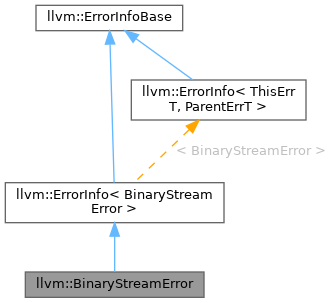 llvm::ErrorInfoBase
llvm::ErrorInfo< ThisErr
T, ParentErrT >
< BinaryStreamError >
llvm::ErrorInfo< BinaryStream
Error >
llvm::BinaryStreamError